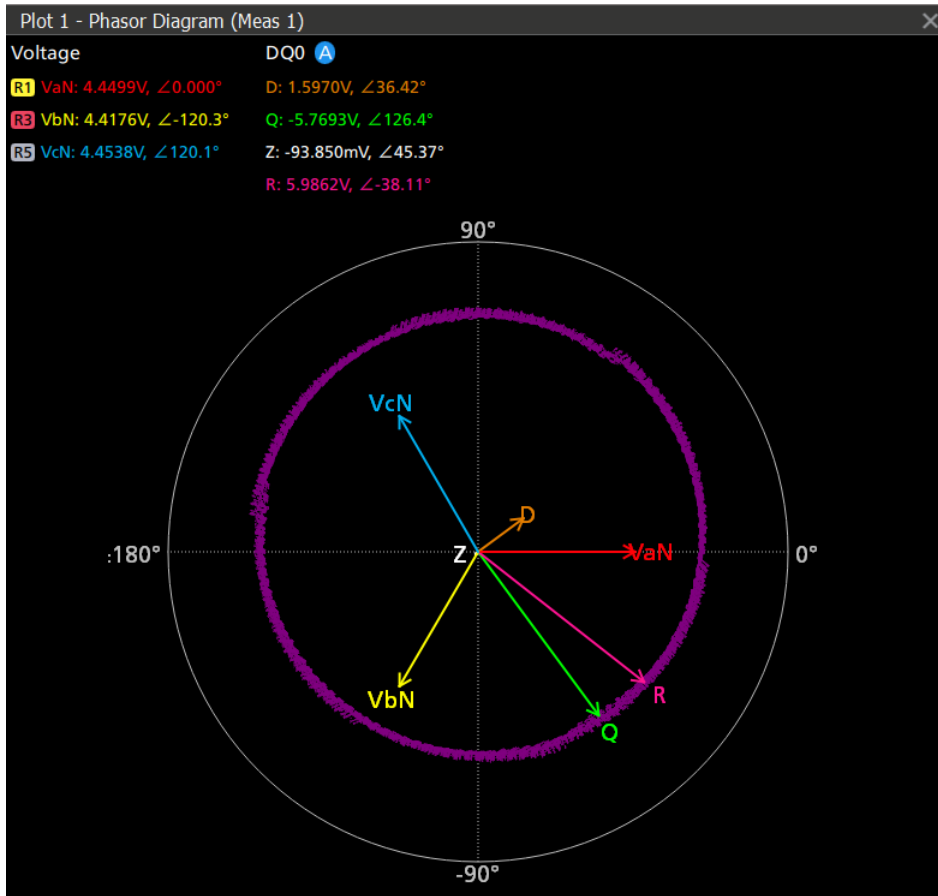 Plot 1 - Phasor Diagram (Meas 1)
Voltage DQ0 A
R1 VaN: 4.4499V, ∠0.000° D: 1.5970V, ∠36.42°
R3 VbN: 4.4176V, ∠-120.3° Q: -5.7693V, ∠126.4°
R5 VcN: 4.4538V, ∠120.1° Z: -93.850mV, ∠45.37°
R: 5.9862V, ∠-38.11°
90°
VcN
D
:180° Z VaN 0°
VbN R
Q
-90°